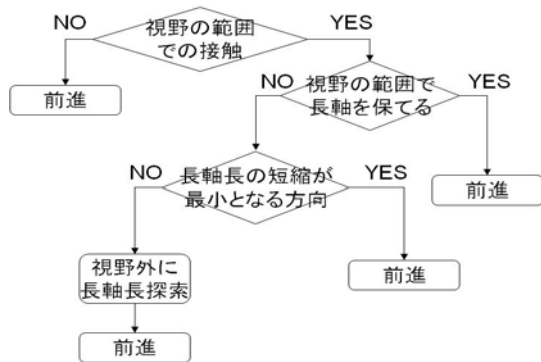 NO
視野の範囲
での接触
YES
前進
NO
視野の範囲で
長軸を保てる
YES
前進
NO
長軸長の短縮が
最小となる方向
YES
前進
視野外に
長軸長探索
前進